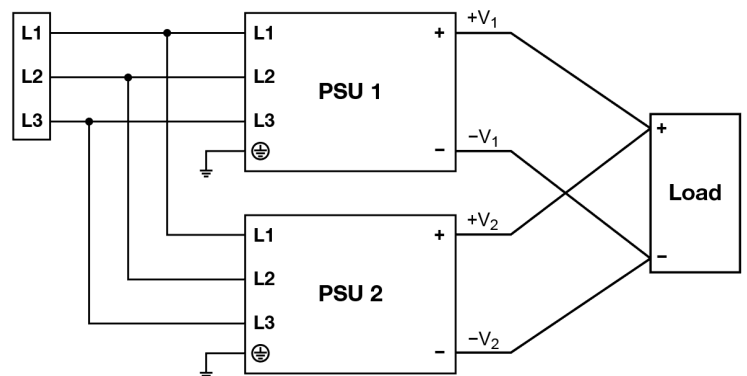 L1
L2
L3
L1
L2
L3
PSU 1
+
−
+V₁
−V₁
L1
L2
L3
PSU 2
+
−
+V₂
−V₂
+
−
Load